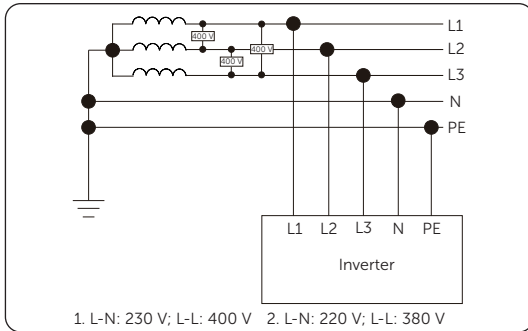 L1
400 V
400 V
L2
400 V
L3
N
PE
L1 L2 L3 N PE
Inverter
1. L-N: 230 V; L-L: 400 V 2. L-N: 220 V; L-L: 380 V